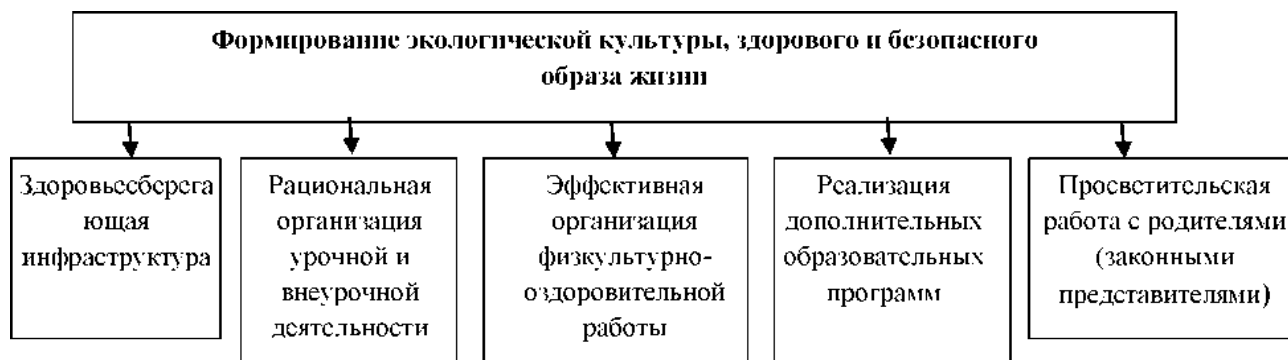 Формирование экологической культуры, здорового и безопасного
образа жизни
Здоровьесберега
ющая
инфраструктура
Рациональная
организация
урочной и
внеурочной
деятельности
Эффективная
организация
физкультурно-
оздоровительной
работы
Реализация
дополнительных
образовательных
программ
Просветительская
работа с родителями
(законными
представителями)